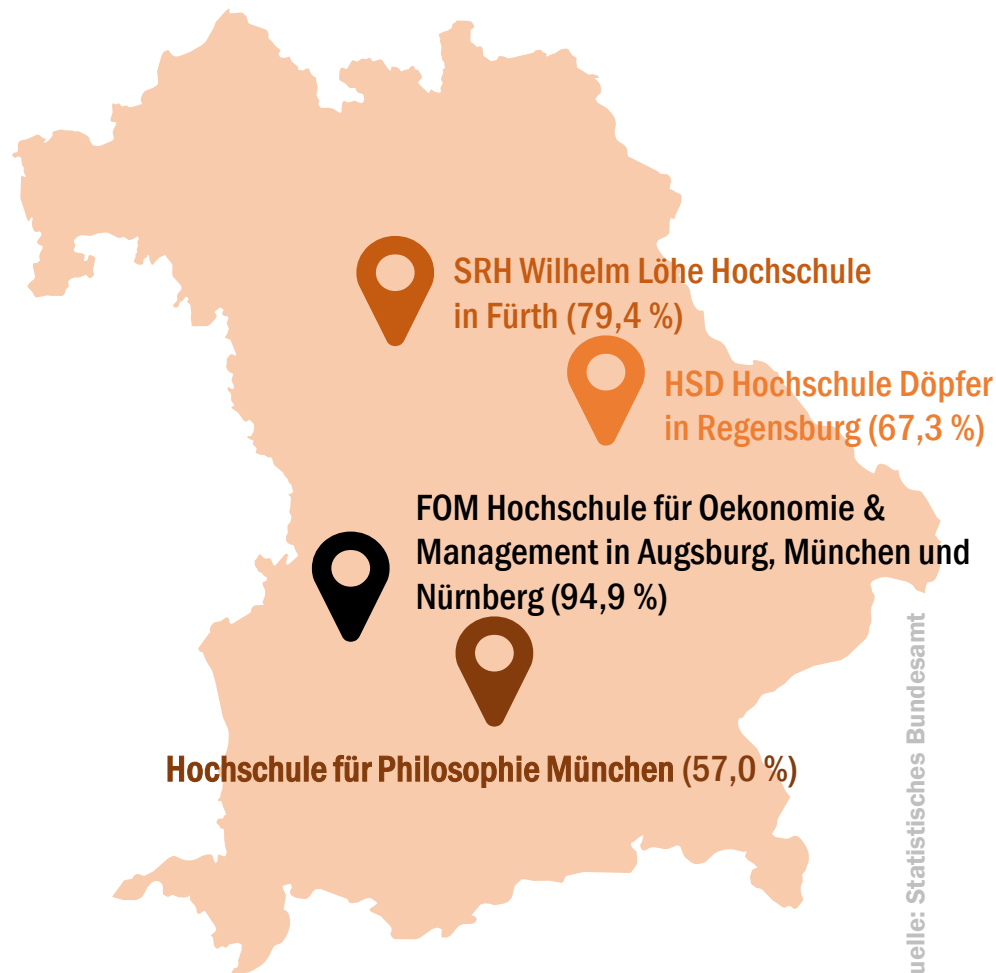 SRH Wilhelm Löhe Hochschule
in Fürth (79,4 %)
HSD Hochschule Döpfer
in Regensburg (67,3 %)
FOM Hochschule für Oekonomie &
Management in Augsburg, München und
Nürnberg (94,9 %)
Hochschule für Philosophie München (57,0 %)
uelle: Statistisches Bundesamt